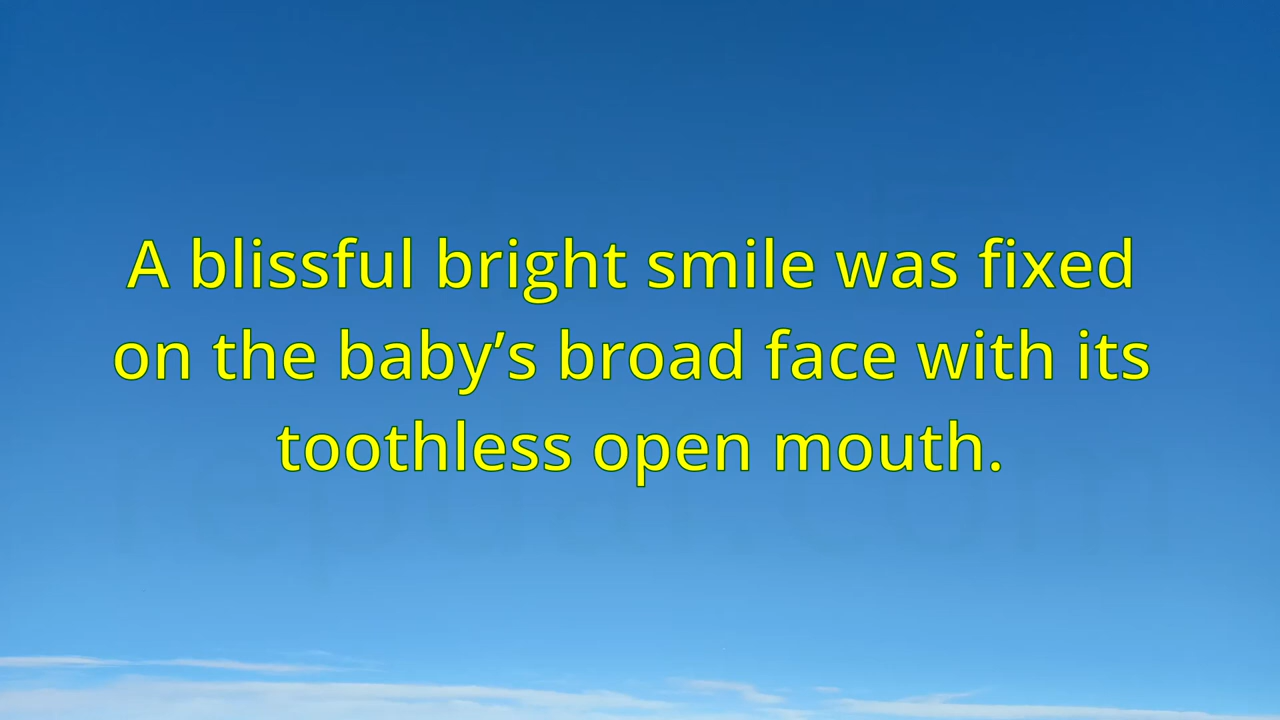 A blissful bright smile was fixed
on the baby’s broad face with its
toothless open mouth.